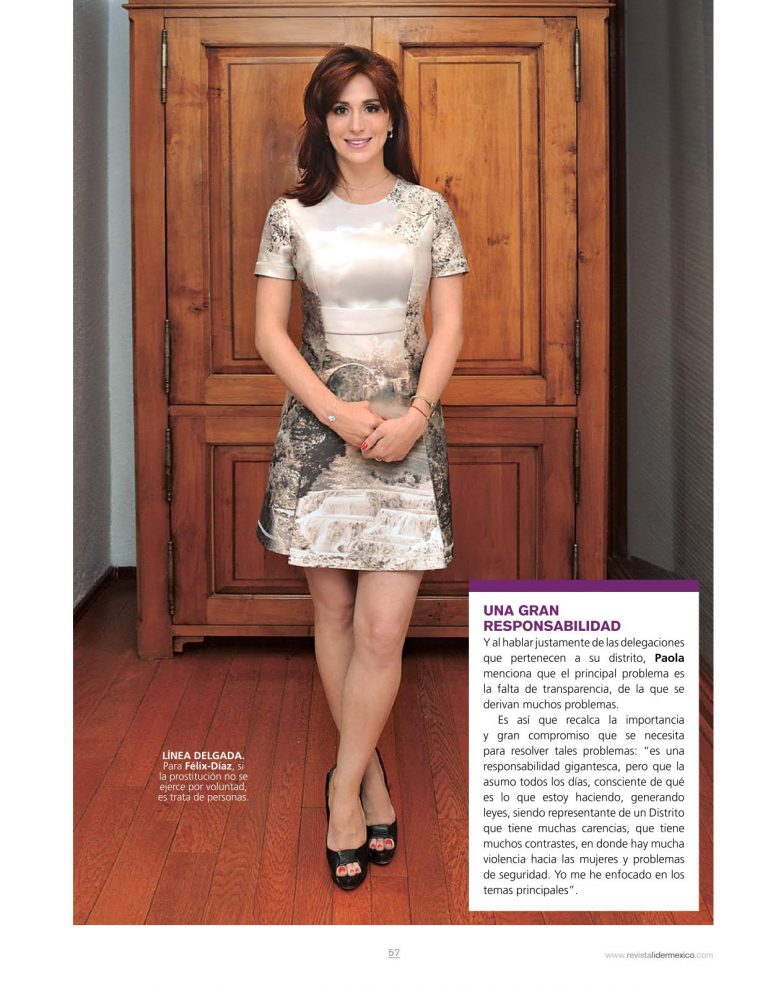 UNA GRAN
RESPONSABILIDAD
Y al hablar justamente de las delegaciones
que pertenecen a su distrito, Paola
menciona que el principal problema es
la falta de transparencia, de la que se
derivan muchos problemas.
Es así que recalca la importancia
y gran compromiso que se necesita
para resolver tales problemas: “es una
responsabilidad gigantesca, pero que la
asumo todos los días, consciente de qué
es lo que estoy haciendo, generando
leyes, siendo representante de un Distrito
que tiene muchas carencias, que tiene
muchos contrastes, en donde hay mucha
violencia hacia las mujeres y problemas
de seguridad. Yo me he enfocado en los
temas principales”.
LÍNEA DELGADA.
Para Félix-Díaz, si
la prostitución no se
ejerce por voluntad,
es trata de personas.
57
www.revistalidermexico.com